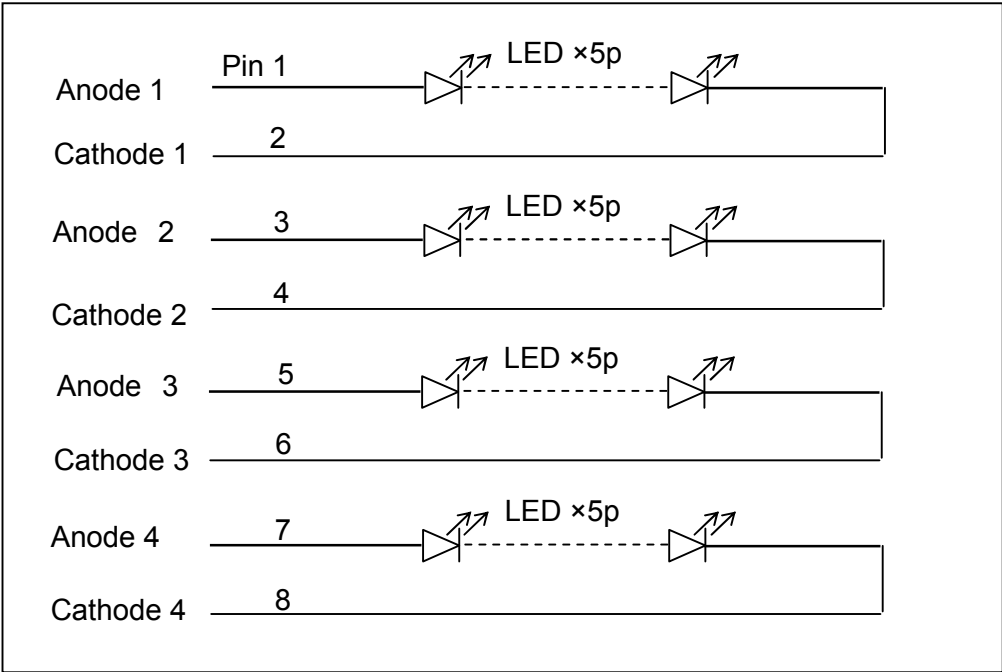 Pin 1 LED ×5p
Anode 1
2
Cathode 1
3 LED ×5p
Anode 2
4
Cathode 2
5 LED ×5p
Anode 3
6
Cathode 3
7 LED ×5p
Anode 4
8
Cathode 4